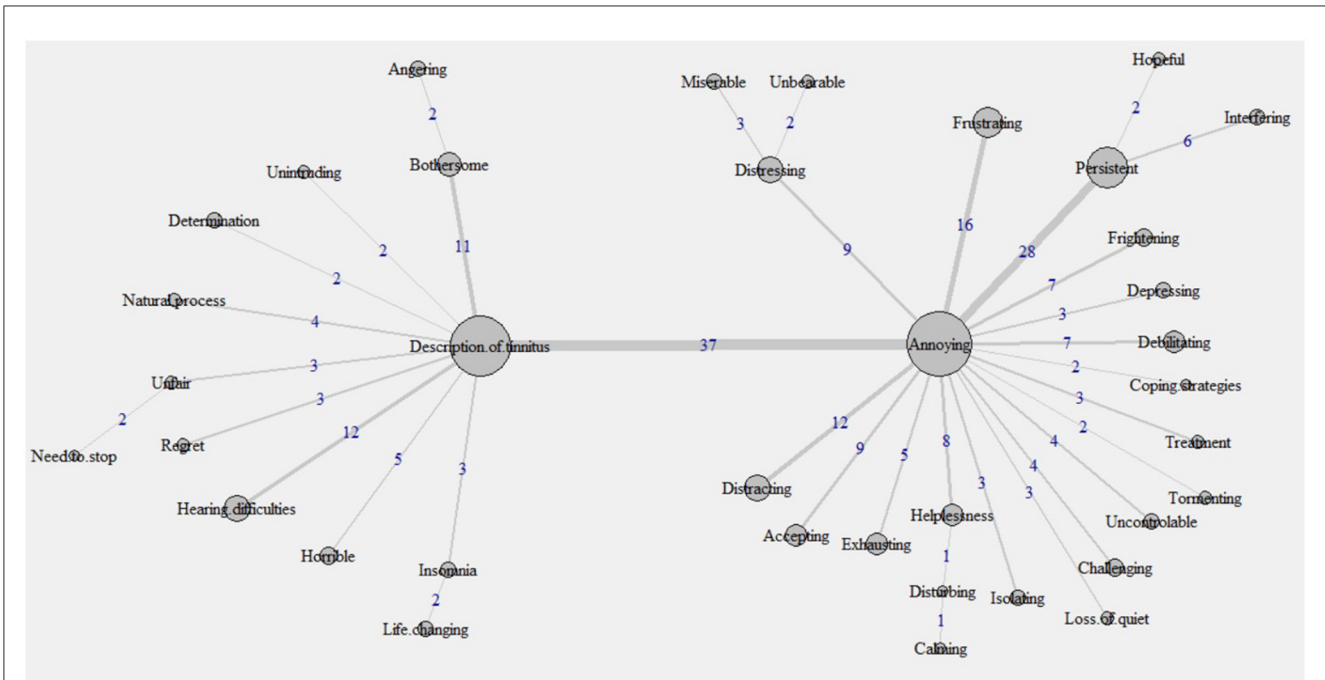 Hopeful
Angering
Miserable
Unbearable
2
Interfering
2
3
2
Frustrating
6
Bothersome
Distressing
Persistent
Unintruding
Determination
16
Frightening
11
9
28
2
2
7
Depressing
Natural.process
4
3
Description.of.tinnitus
37
Annoying
7
Debilitating
3
2
Coping.strategies
Unfair
3
3
2
12
2
Treatment
4
Regret
9
8
Need.to.stop
12
5
5
4
3
3
3
Distracting
Tormenting
Hearing.difficulties
Helplessness
Uncontrolable
Accepting
Exhausting
Horrible
1
Insomnia
Challenging
2
Disturbing
Isolating
Life.changing
1
Loss.of.quiet
Calming